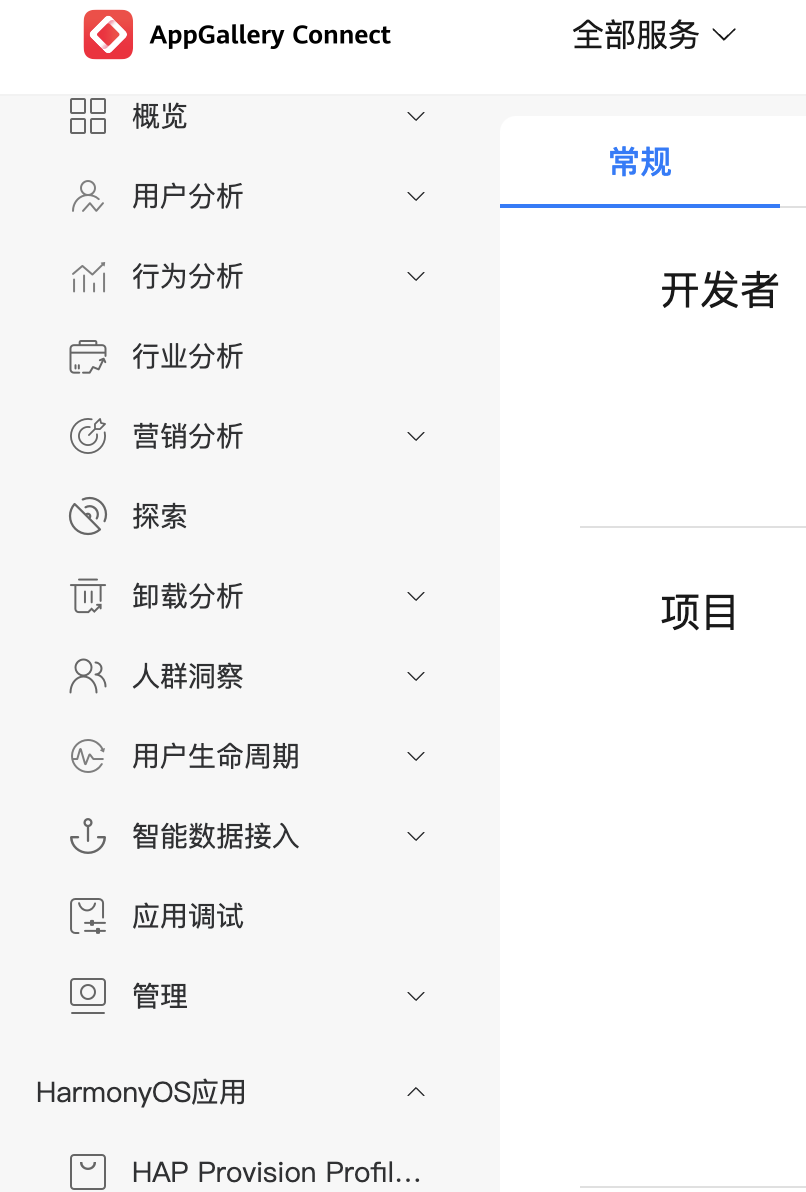 AppGallery Connect
全部服务
概览
用户分析
行为分析
行业分析
营销分析
探索
卸载分析
人群洞察
用户生命周期
智能数据接入
应用调试
管理
HarmonyOS应用
HAP Provision Profil...
常规
开发者
项目